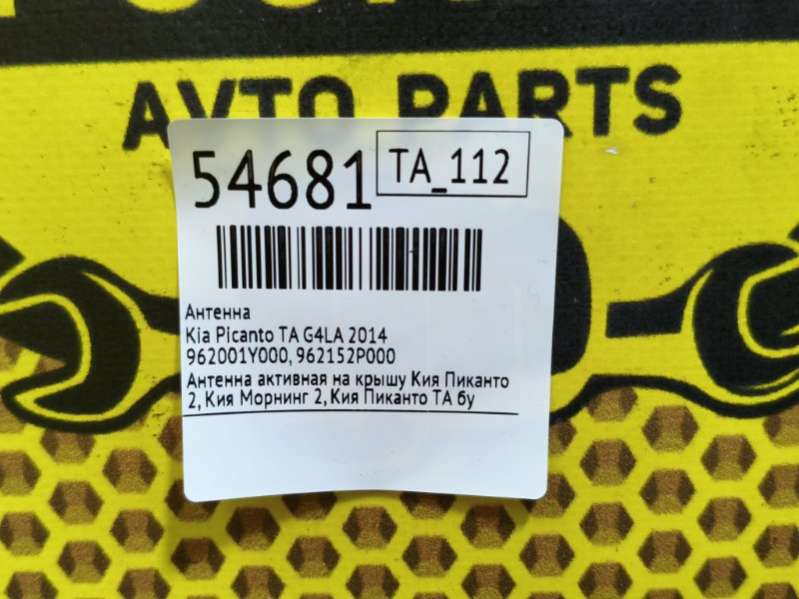 AVTO PARTS
54681
TA_112
Антенна
Kia Picanto TA G4LA 2014
962001Y000, 962152P000
Антенна активная на крышу Кия Пиканто
2, Кия Морнинг 2, Кия Пиканто ТА бу